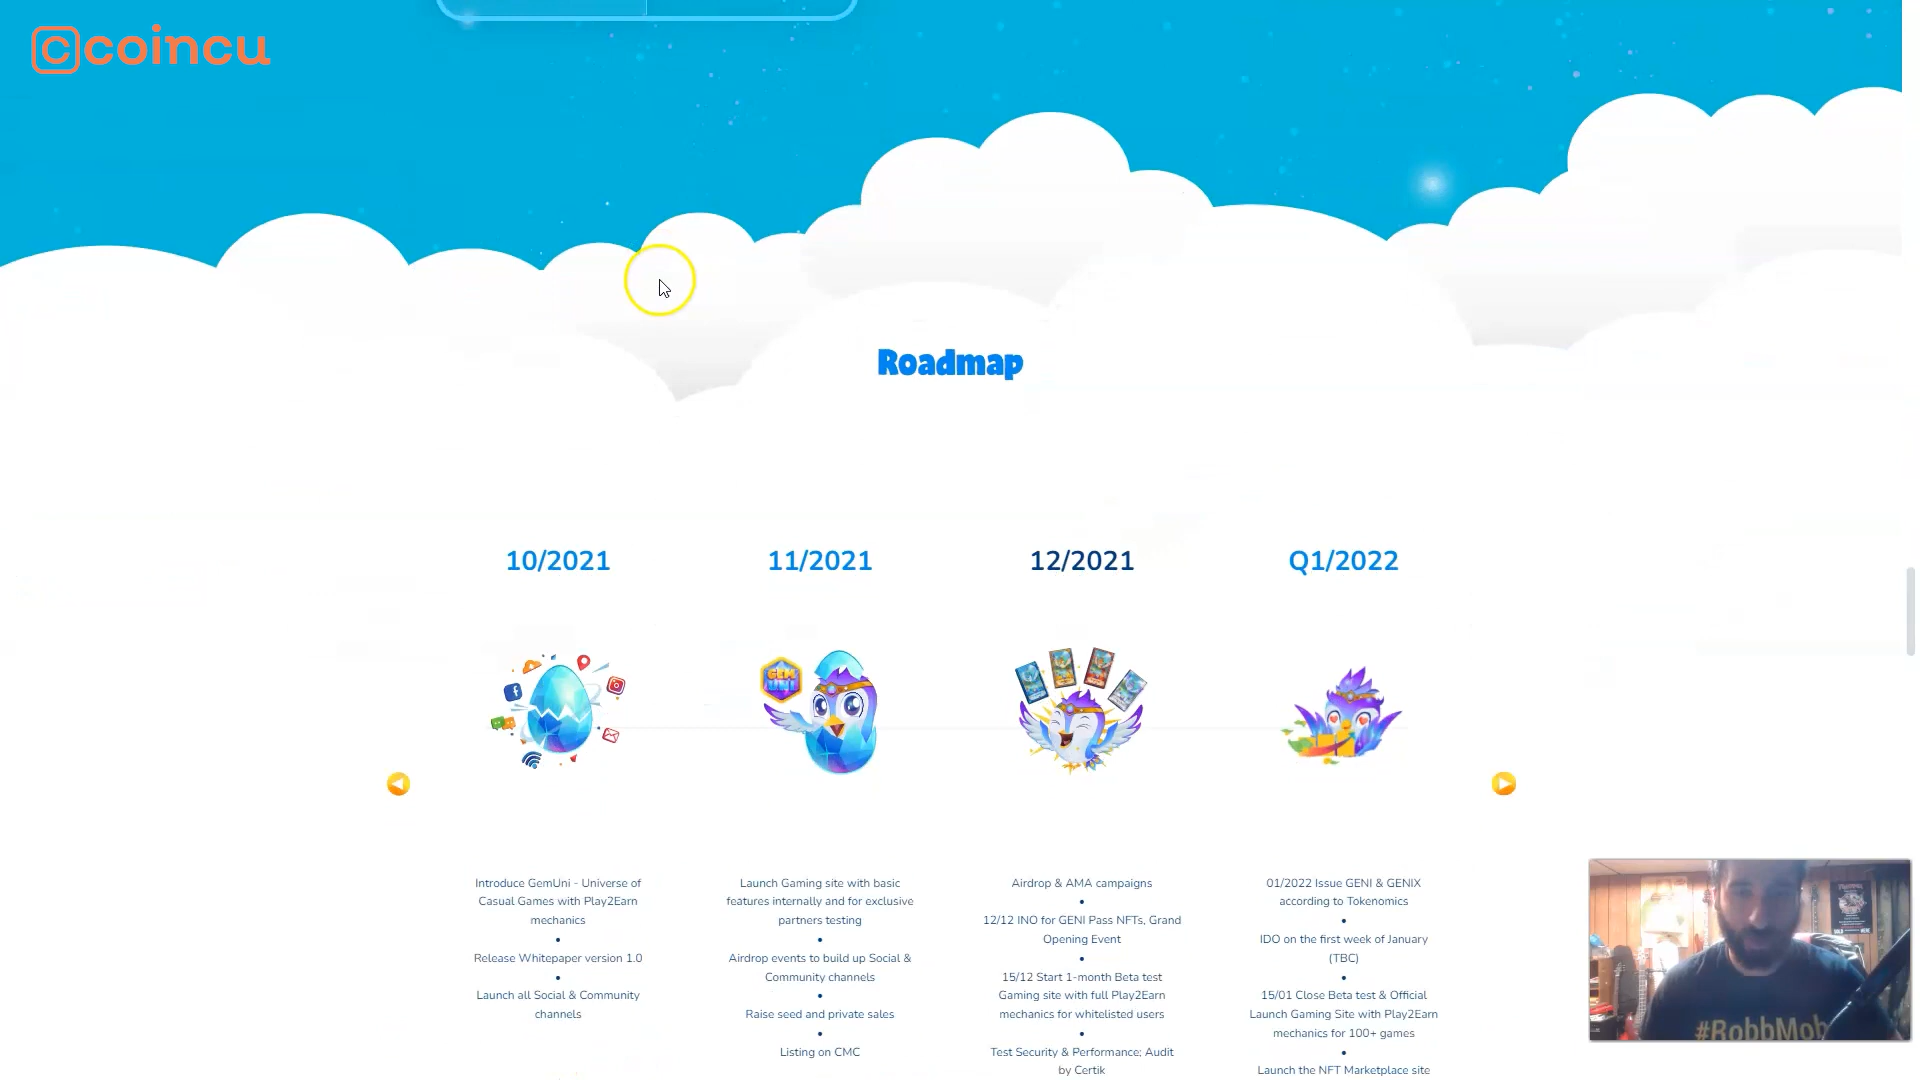 coincu
Roadmap
10/2021
11/2021
12/2021
Q1/2022
GEM
UNI
Introduce GemUni - Universe of
Casual Games with Play2Earn
mechanics
Release Whitepaper version 1.0
Launch all Social & Community
channels
Launch Gaming site with basic
features internally and for exclusive
partners testing
Airdrop events to build up Social &
Community channels
Raise seed and private sales
Listing on CMC
Airdrop & AMA campaigns
12/12 INO for GENI Pass NFTs, Grand
Opening Event
15/12 Start 1-month Beta test
Gaming site with full Play2Earn
mechanics for whitelisted users
Test Security & Performance; Audit
by Certik
01/2022 Issue GENI & GENIX
according to Tokenomics
IDO on the first week of January
(TBC)
15/01 Close Beta test & Official
Launch Gaming Site with Play2Earn
mechanics for 100+ games
Launch the NFT Marketplace site
#RobbMob